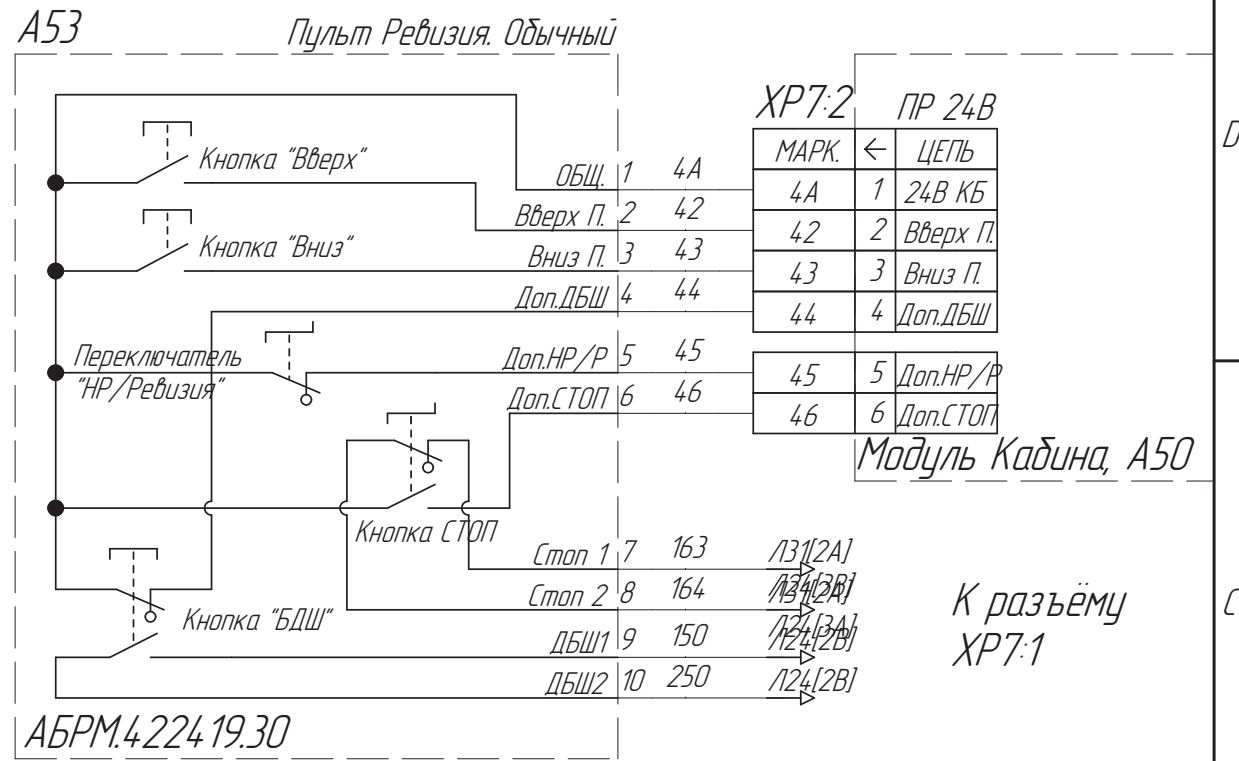 А53
Пульт Ревизия. Обычный
ХР7:2
ПР 24В
D
МАРК. ← ЦЕПЬ
Кнопка "Вверх"
ОБЩ. 1 4А
4А 1 24В КБ
Вверх П. 2 42
42 2 Вверх П.
Кнопка "Вниз"
Вниз П. 3 43
43 3 Вниз П.
Доп.ДБШ 4 44
44 4 Доп.ДБШ
Переключатель
"НР/Ревизия"
Доп.НР/Р 5 45
45 5 Доп.НР/Р
Доп.СТОП 6 46
46 6 Доп.СТОП
Модуль Кабина, А50
Кнопка СТОП
Стоп 1 7 163 Л31[2А]
Стоп 2 8 164
Кнопка "БДШ"
ДБШ1 9 150 Л24[2В]
ДБШ2 10 250 Л24[2В]
К разъёму
ХР7:1
C
АБРМ.422419.30